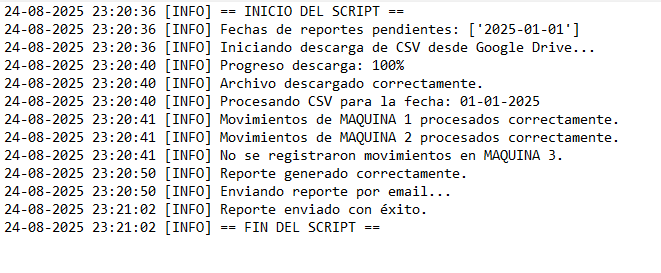 24-08-2025 23:20:36 [INFO] == INICIO DEL SCRIPT ==
24-08-2025 23:20:36 [INFO] Fechas de reportes pendientes: ['2025-01-01']
24-08-2025 23:20:36 [INFO] Iniciando descarga de CSV desde Google Drive...
24-08-2025 23:20:40 [INFO] Progreso descarga: 100%
24-08-2025 23:20:40 [INFO] Archivo descargado correctamente.
24-08-2025 23:20:40 [INFO] Procesando CSV para la fecha: 01-01-2025
24-08-2025 23:20:41 [INFO] Movimientos de MAQUINA 1 procesados correctamente.
24-08-2025 23:20:41 [INFO] Movimientos de MAQUINA 2 procesados correctamente.
24-08-2025 23:20:41 [INFO] No se registraron movimientos en MAQUINA 3.
24-08-2025 23:20:50 [INFO] Reporte generado correctamente.
24-08-2025 23:20:50 [INFO] Enviando reporte por email...
24-08-2025 23:21:02 [INFO] Reporte enviado con éxito.
24-08-2025 23:21:02 [INFO] == FIN DEL SCRIPT ==